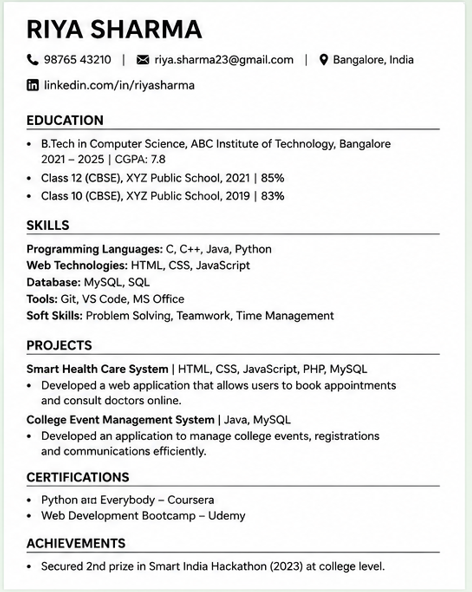 RIYA SHARMA
98765 43210 | riya.sharma23@gmail.com | Bangalore, India
linkedin.com/in/riyasharma
EDUCATION
• B.Tech in Computer Science, ABC Institute of Technology, Bangalore
2021 – 2025 | CGPA: 7.8
• Class 12 (CBSE), XYZ Public School, 2021 | 85%
• Class 10 (CBSE), XYZ Public School, 2019 | 83%
SKILLS
Programming Languages: C, C++, Java, Python
Web Technologies: HTML, CSS, JavaScript
Database: MySQL, SQL
Tools: Git, VS Code, MS Office
Soft Skills: Problem Solving, Teamwork, Time Management
PROJECTS
Smart Health Care System | HTML, CSS, JavaScript, PHP, MySQL
• Developed a web application that allows users to book appointments
and consult doctors online.
College Event Management System | Java, MySQL
• Developed an application to manage college events, registrations
and communications efficiently.
CERTIFICATIONS
• Python Everybody – Coursera
• Web Development Bootcamp – Udemy
ACHIEVEMENTS
• Secured 2nd prize in Smart India Hackathon (2023) at college level.